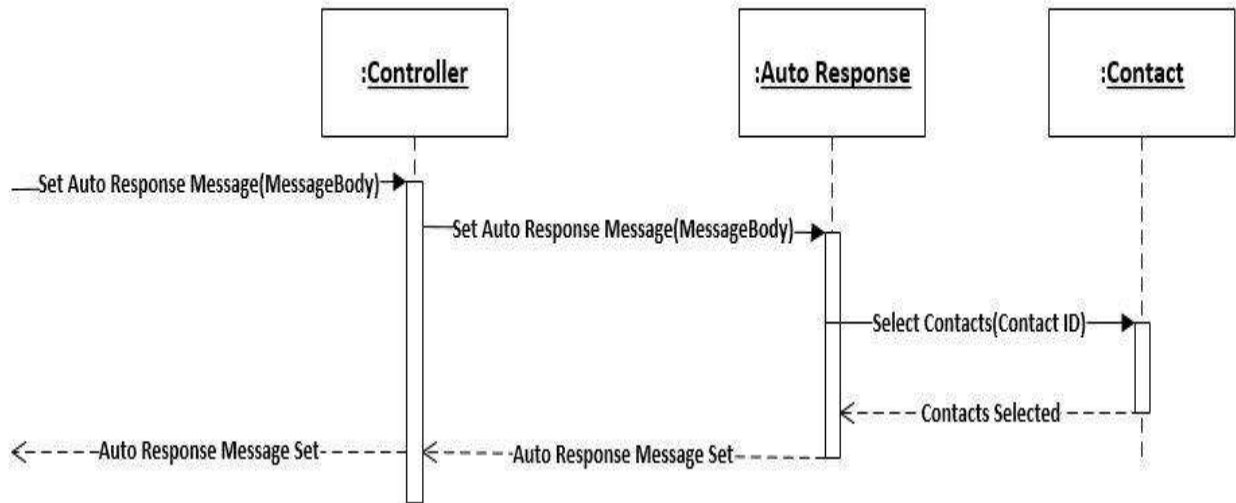 :Controller
:Auto Response
:Contact
Set Auto Response Message(MessageBody)
Set Auto Response Message(MessageBody)
Select Contacts(Contact ID)
Contacts Selected
Auto Response Message Set
Auto Response Message Set